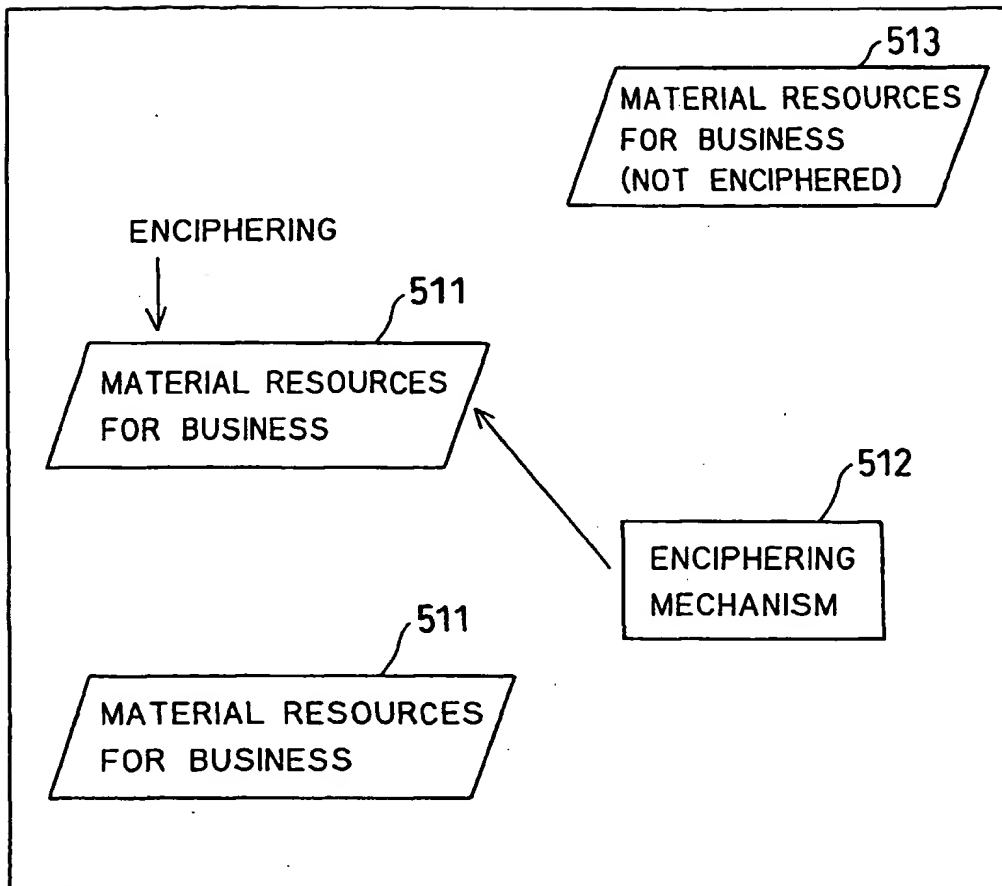 513
MATERIAL RESOURCES
FOR BUSINESS
(NOT ENCIPHERED)
ENCIPHERING
511
MATERIAL RESOURCES
FOR BUSINESS
512
ENCIPHERING
MECHANISM
511
MATERIAL RESOURCES
FOR BUSINESS